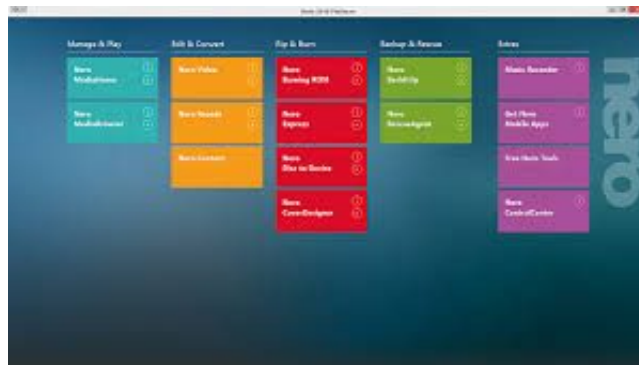 Manage & Play
Nero
MediaHome
Nero
MediaBrowser
Edit & Convert
Nero Video
Nero Recode
Rip & Burn
Nero
Burning ROM
Nero
Express
Nero
Disc to Device
Nero
CoverDesigner
Backup & Rescue
Nero
BackItUp
Nero
RescueAgent
Extras
Music Recorder
Get Nero
Mobile Apps
Free Nero Tools
Nero
ControlCenter
nero